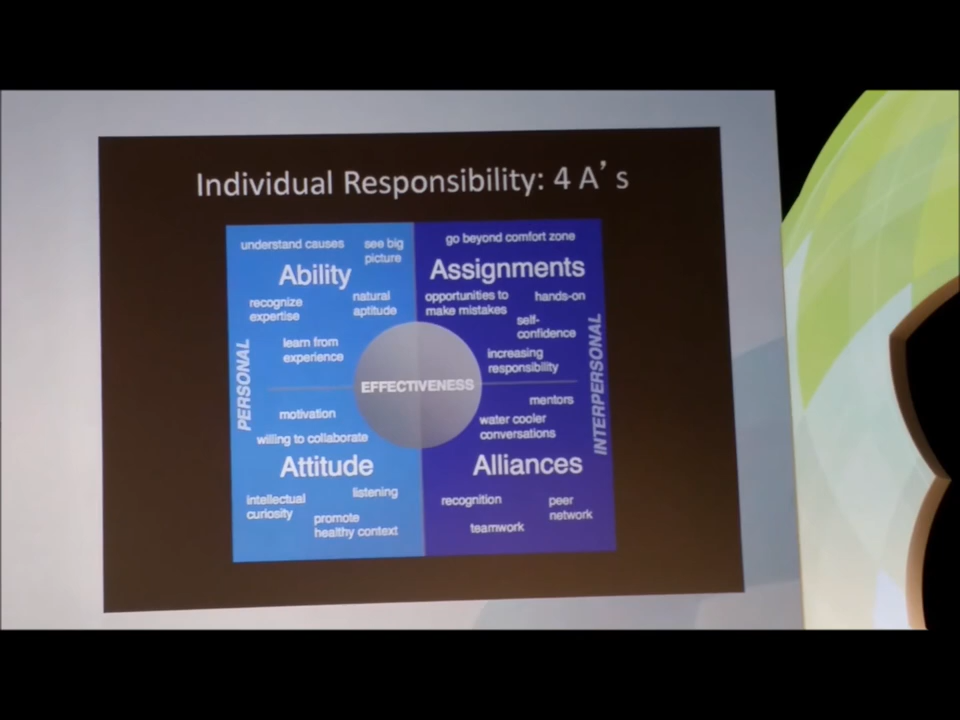 Individual Responsibility: 4 A's
understand causes
see big
picture
Ability
recognize
expertise
natural
aptitude
learn from
experience
PERSONAL
go beyond comfort zone
Assignments
opportunities to
make mistakes
hands-on
self-
confidence
increasing
responsibility
INTERPERSONAL
EFFECTIVENESS
motivation
willing to collaborate
Attitude
intellectual
curiosity
listening
promote
healthy context
mentors
water cooler
conversations
Alliances
recognition
peer
network
teamwork